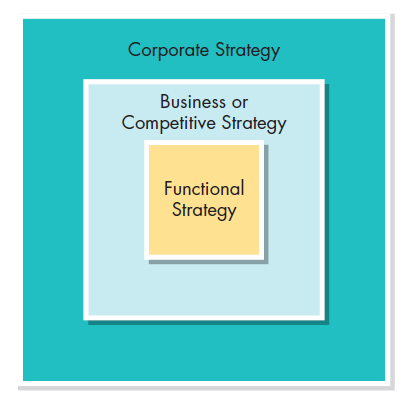 Corporate Strategy
Business or
Competitive Strategy
Functional
Strategy